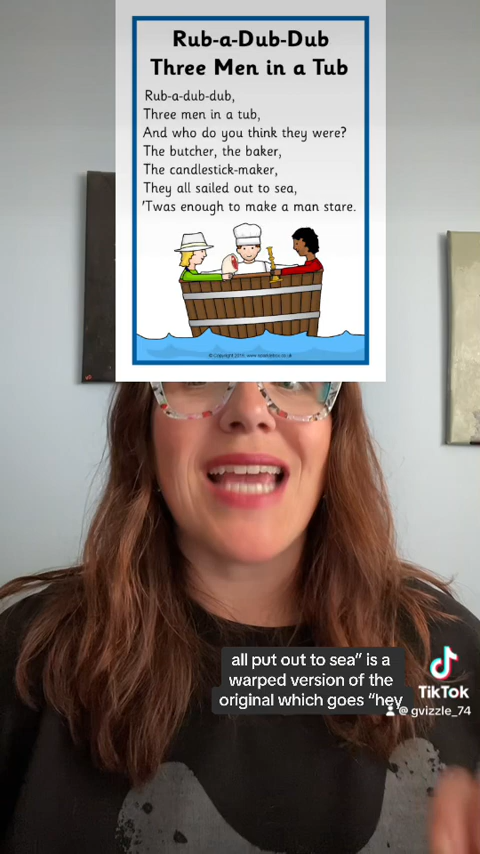 Rub-a-Dub-Dub
Three Men in a Tub
Rub-a-dub-dub,
Three men in a tub,
And who do you think they were?
The butcher, the baker,
The candlestick-maker,
They all sailed out to sea,
'Twas enough to make a man stare.
all put out to sea" is a
warped version of the
original which goes "hey
TikTok
@ gvizzle_74